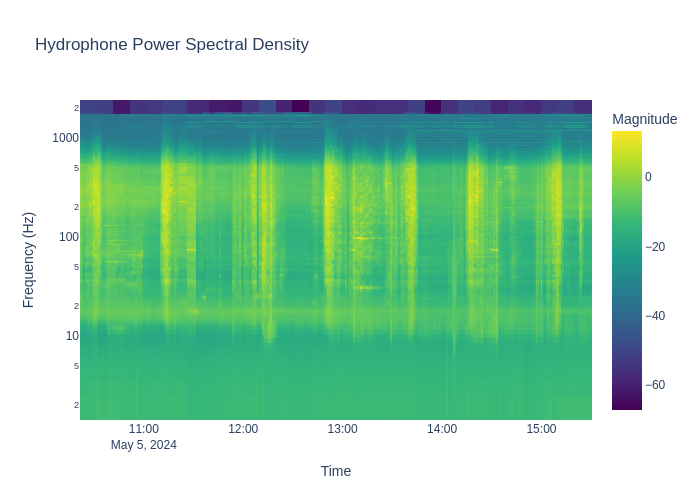 Hydrophone Power Spectral Density
Magnitude
2
1000
5
2
100
5
2
10
5
2
0
−20
−40
−60
Frequency (Hz)
11:00 12:00 13:00 14:00 15:00
May 5, 2024
Time